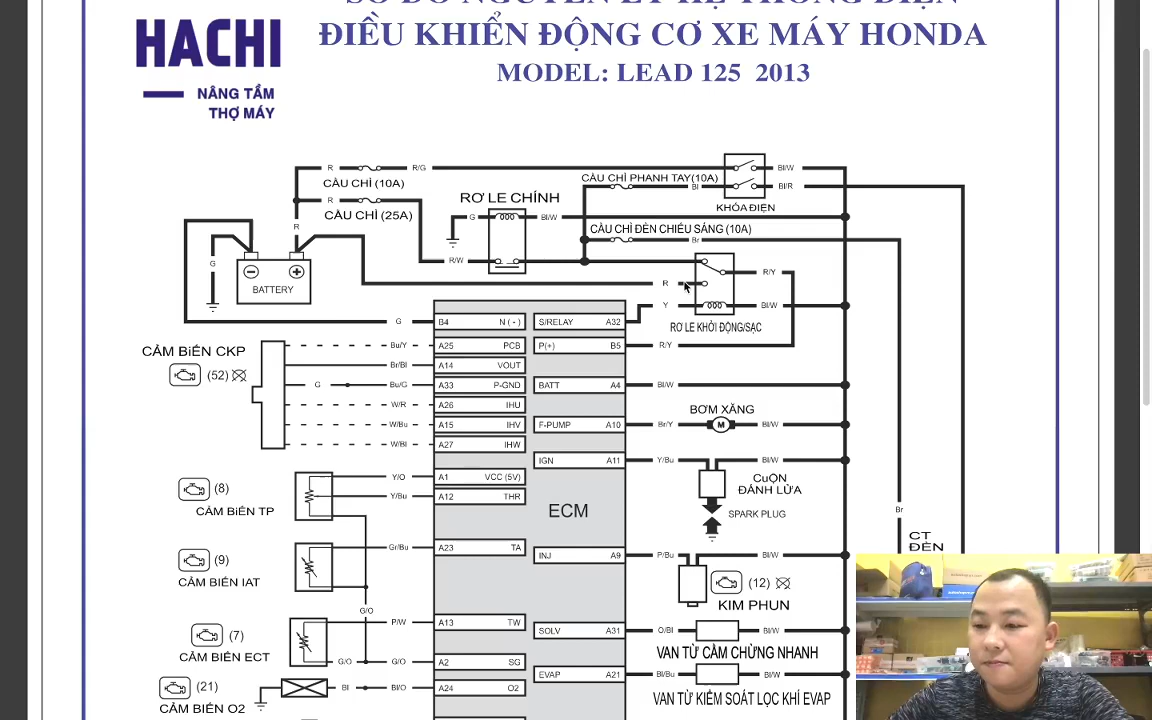 SƠ ĐỒ NGUYÊN LÝ HỆ THỐNG ĐIỆN
HACHI
ĐIỀU KHIỂN ĐỘNG CƠ XE MÁY HONDA
MODEL: LEAD 125 2013
NÂNG TẦM
THỢ MÁY
R R/G Bl/W
CẦU CHÌ (10A)
CẦU CHÌ PHANH TAY(10A)
Bl Bl/R
R
RƠ LE CHÍNH
KHÓA ĐIỆN
CẦU CHÌ (25A)
G Bl/W
R
CẦU CHÌ ĐÈN CHIẾU SÁNG (10A)
Br
R/W
G
BATTERY
R/Y
R
Y Bl/W
RƠ LE KHỞI ĐỘNG/SẠC
G B4 N ( - ) S/RELAY A32
CẢM BiẾN CKP
Bu/Y A25 PCB P(+) B5 R/Y
(52)
Br/Bl A14 VOUT
G Bu/G A33 P-GND BATT A4 Bl/W
W/R A26 IHU
BƠM XĂNG
W/Bu A15 IHV F-PUMP A10 Br/Y M Bl/W
W/Bl A27 IHW
IGN A11 Y/Bu Bl/W
Y/O A1 VCC (5V)
CuỘN
ĐÁNH LỬA
(8)
Y/Bu A12 THR
CẢM BiẾN TP
ECM
SPARK PLUG
Br
CT
ĐÈN
Gr/Bu A23 TA
INJ A9 P/Bu Bl/W
(9)
CẢM BIẾN IAT
(12)
KIM PHUN
G/O
P/W A13 TW
SOLV A31 O/Bl Bl/W
(7)
CẢM BIẾN ECT
VAN TỪ CẦM CHỪNG NHANH
G/O G/O A2 SG
EVAP A21 Bl/Bu Bl/W
(21)
Bl Bl/O A24 O2
VAN TỪ KIỂM SOÁT LỌC KHÍ EVAP
CẢM BIẾN O2